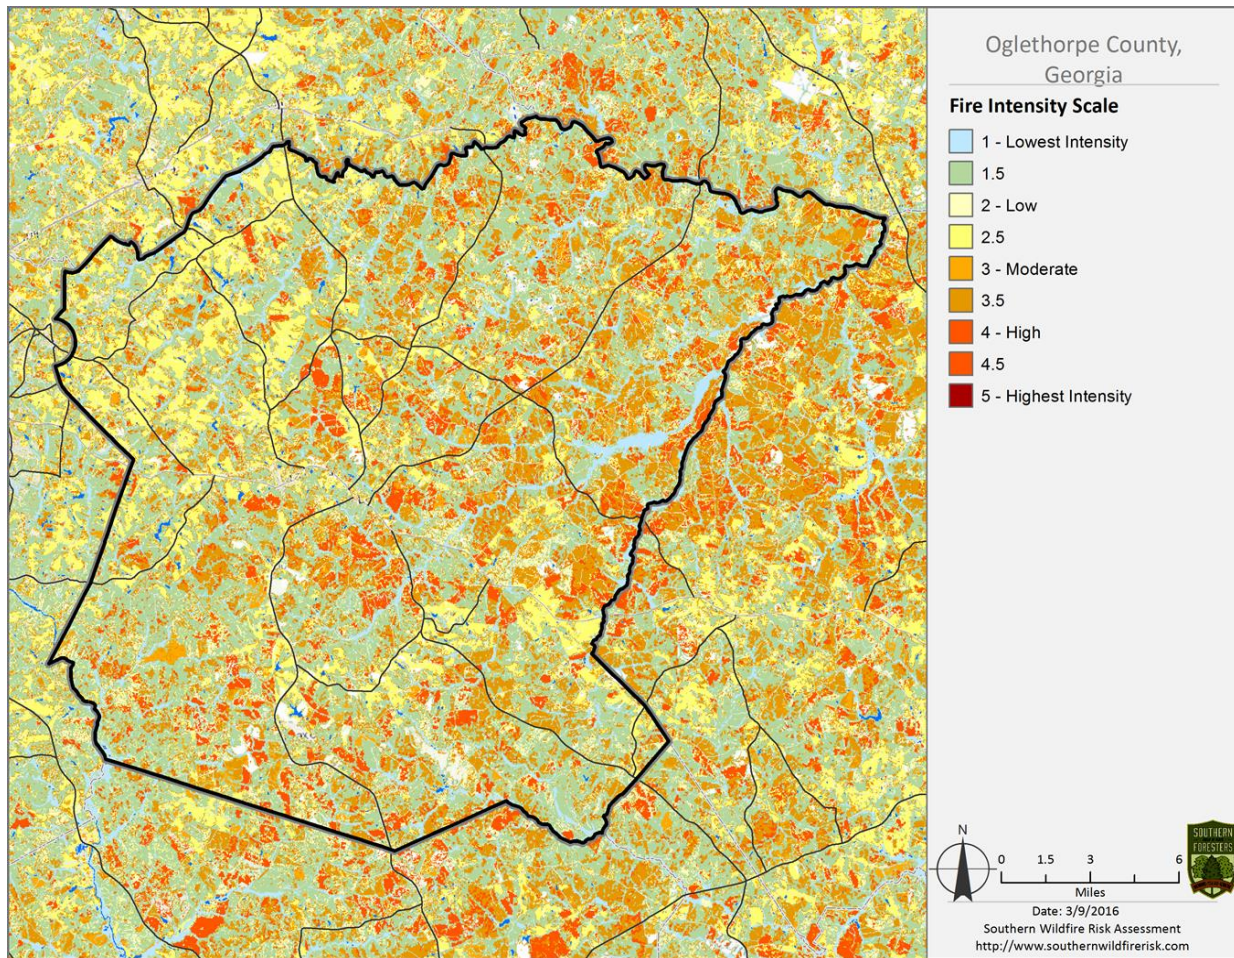 Oglethorpe County,
Georgia
Fire Intensity Scale
1 - Lowest Intensity
1.5
2 - Low
2.5
3 - Moderate
3.5
4 - High
4.5
5 - Highest Intensity
N
0 1.5 3 6
Miles
SOUTHERN
FORESTERS
Date: 3/9/2016
Southern Wildfire Risk Assessment
http://www.southernwildfirerisk.com